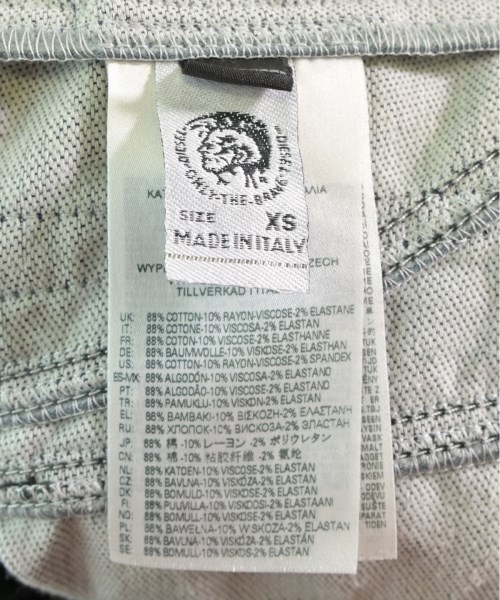 DIESEL
ONLY-THE-BRAVE
DIESEL
SIZE XS
MADE IN ITALY
TILLVERKAD I ITAL
UK: 88% COTTON-10% RAYON-VISCOSE-2% ELASTANE
IT: 88% COTONE-10% VISCOSA-2% ELASTAN
FR: 88% COTON-10% VISCOSE-2% ELASTHANNE
DE: 88% BAUMWOLLE-10% VISKOSE-2% ELASTHAN
US: 88% COTTON-10% RAYON-VISCOSE-2% SPANDEX
ES-MX: 88% ALGODÓN-10% VISCOSA-2% ELASTAN
PT: 88% ALGODÃO-10% VISCOSE-2% ELASTAN
TR: 88% PAMUKLU-10% VISKON-2% ELASTAN
EL: 88% ΒΑΜΒΑΚΙ-10% ΒΙΣΚΟΖΗ-2% ΕΛΑΣΤΑΝΗ
RU: 88% ХЛОПОК-10% ВИСКОЗА-2% ЭЛАСТАН
JP: 88% 綿-10% レーヨン-2% ポリウレタン
CN: 88% 棉-10% 粘胶纤维-2% 氨纶
NL: 88% KATOEN-10% VISCOSE-2% ELASTAN
CZ: 88% BAVLNA-10% VISKÓZA-2% ELASTAN
DK: 88% BOMULD-10% VISKOSE-2% ELASTAN
FI: 88% PUUVILLA-10% VISKOOSI-2% ELASTAANI
NO: 88% BOMULL-10% VISKOSE-2% ELASTAN
PL: 88% BAWEŁNA-10% WISKOZA-2% ELASTAN
SK: 88% BAVLNA-10% VISKÓZA-2% ELASTAN
SE: 88% BOMULL-10% VISKOS-2% ELASTAN